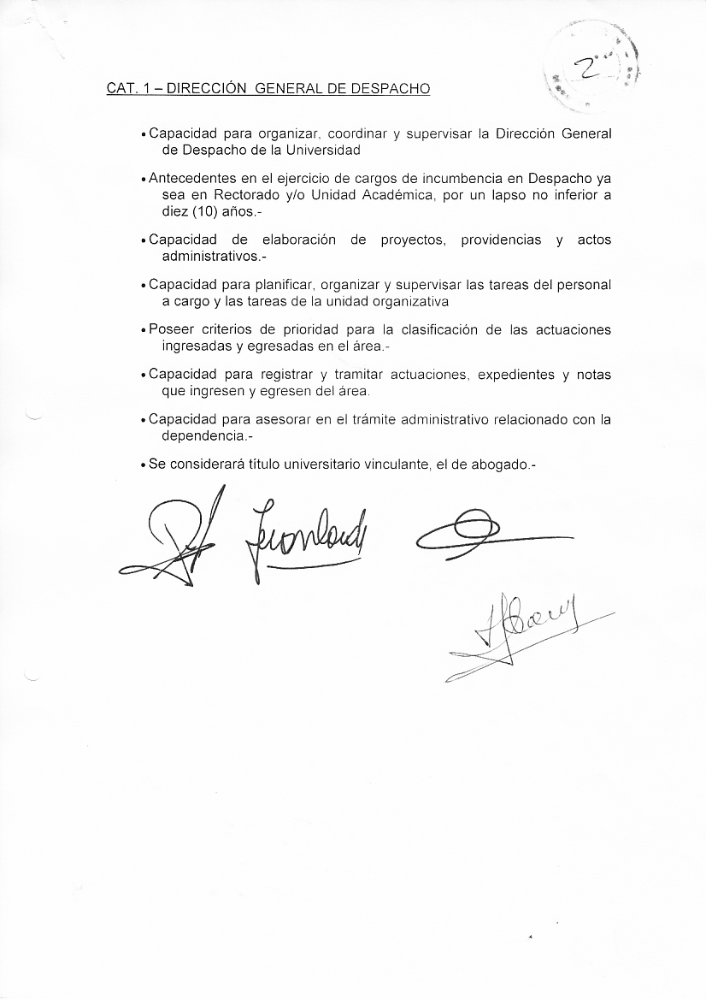 2
CAT. 1 – DIRECCIÓN GENERAL DE DESPACHO
• Capacidad para organizar, coordinar y supervisar la Dirección General
de Despacho de la Universidad
• Antecedentes en el ejercicio de cargos de incumbencia en Despacho ya
sea en Rectorado y/o Unidad Académica, por un lapso no inferior a
diez (10) años.-
• Capacidad de elaboración de proyectos, providencias y actos
administrativos.-
• Capacidad para planificar, organizar y supervisar las tareas del personal
a cargo y las tareas de la unidad organizativa
• Poseer criterios de prioridad para la clasificación de las actuaciones
ingresadas y egresadas en el área.-
• Capacidad para registrar y tramitar actuaciones, expedientes y notas
que ingresen y egresen del área.
• Capacidad para asesorar en el trámite administrativo relacionado con la
dependencia.-
• Se considerará título universitario vinculante, el de abogado.-